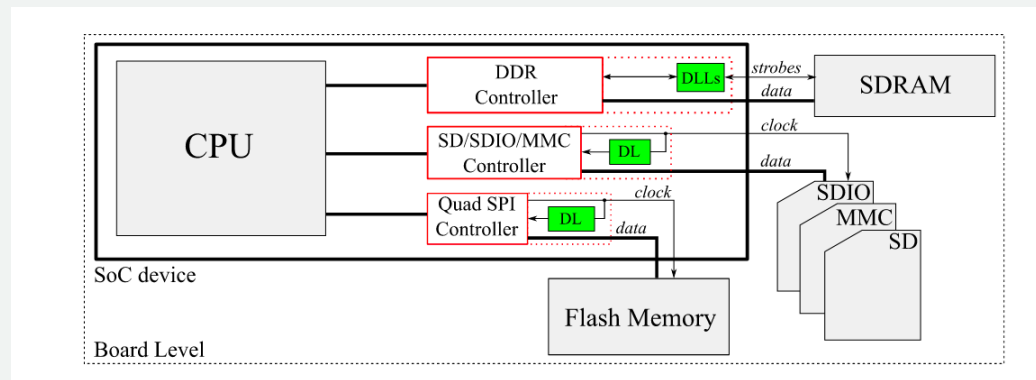 CPU
DDR
Controller
DLLs
strobes
data
SDRAM
SD/SDIO/MMC
Controller
DL
clock
data
Quad SPI
Controller
DL
clock
data
SDIO
MMC
SD
SoC device
Flash Memory
Board Level